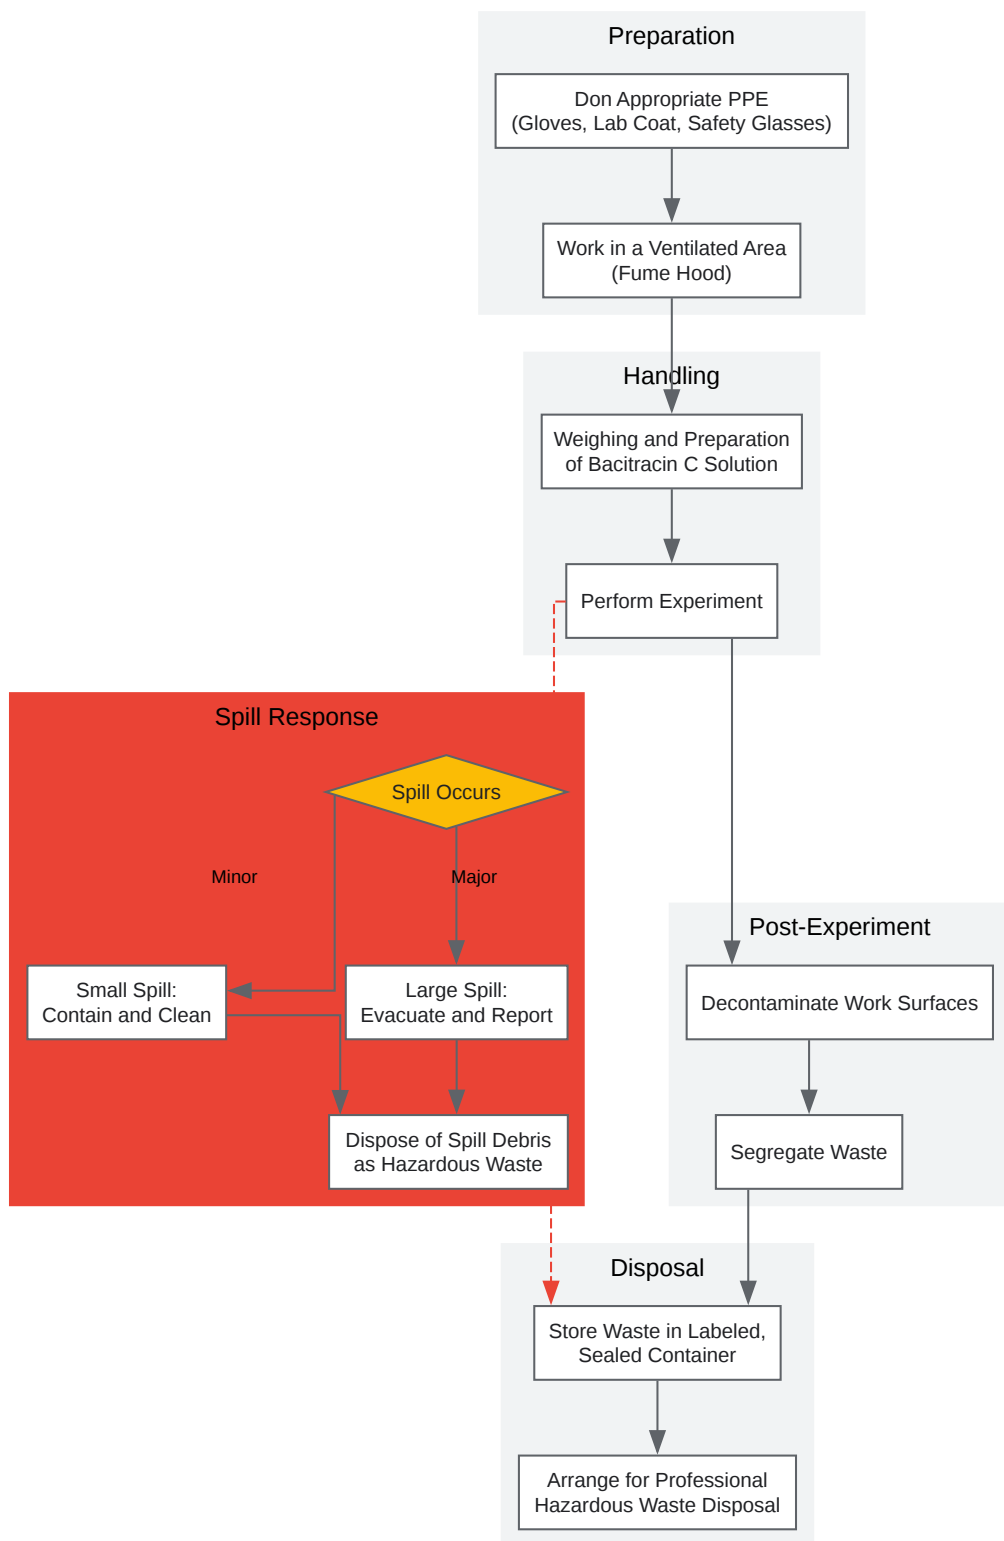 Preparation
Don Appropriate PPE
(Gloves, Lab Coat, Safety Glasses)
Work in a Ventilated Area
(Fume Hood)
Handling
Weighing and Preparation
of Bacitracin C Solution
Perform Experiment
Spill Response
Spill Occurs
Minor
Major
Small Spill:
Contain and Clean
Large Spill:
Evacuate and Report
Dispose of Spill Debris
as Hazardous Waste
Post-Experiment
Decontaminate Work Surfaces
Segregate Waste
Disposal
Store Waste in Labeled,
Sealed Container
Arrange for Professional
Hazardous Waste Disposal